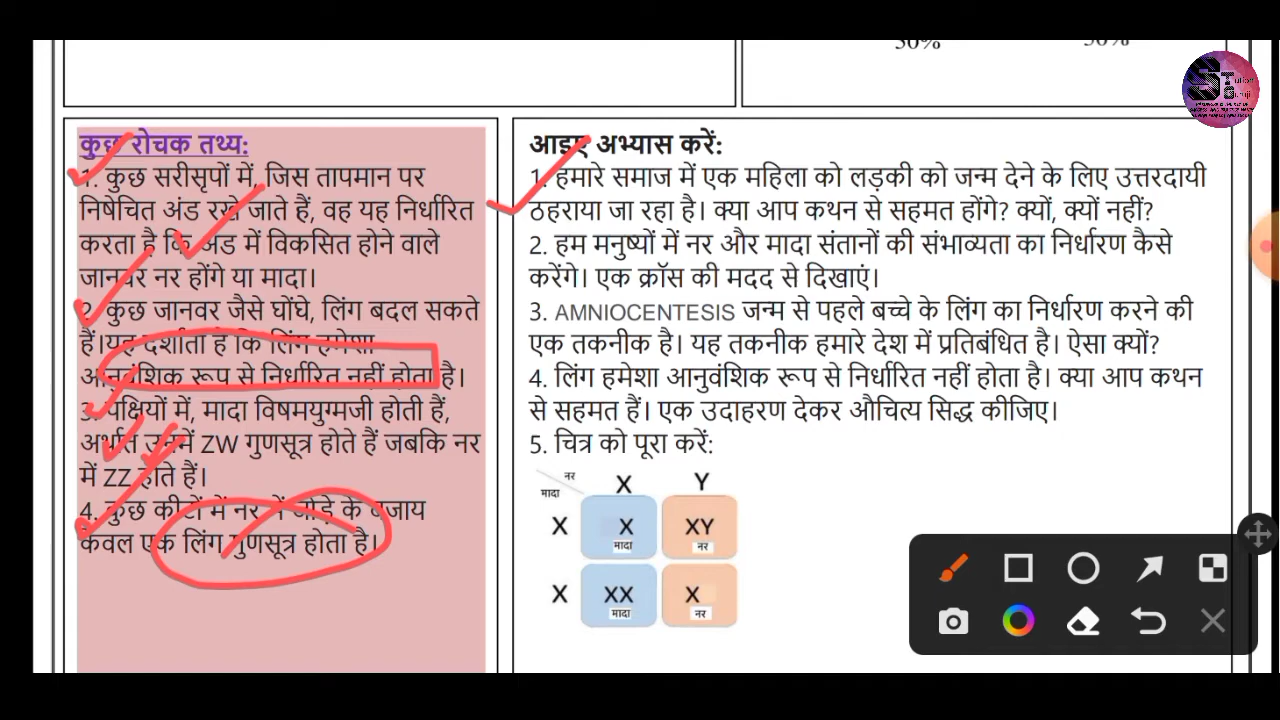 50%
50%
कुछ रोचक तथ्य:
1. कुछ सरीसृपों में, जिस तापमान पर
निषेचित अंड रखे जाते हैं, वह यह निर्धारित
करता है कि अंड में विकसित होने वाले
जानवर नर होंगे या मादा।
2. कुछ जानवर जैसे घोंघे, लिंग बदल सकते
हैं।यह दर्शाता है कि लिंग हमेशा
आनुवंशिक रूप से निर्धारित नहीं होता है।
3. पक्षियों में, मादा विषमयुग्मजी होती हैं,
अर्थात उनमें ZW गुणसूत्र होते हैं जबकि नर
में ZZ होते हैं।
4. कुछ कीटों में नर में जोड़े के बजाय
केवल एक लिंग गुणसूत्र होता है।
आइए अभ्यास करें:
1. हमारे समाज में एक महिला को लड़की को जन्म देने के लिए उत्तरदायी
ठहराया जा रहा है। क्या आप कथन से सहमत होंगे? क्यों, क्यों नहीं?
2. हम मनुष्यों में नर और मादा संतानों की संभाव्यता का निर्धारण कैसे
करेंगे। एक क्रॉस की मदद से दिखाएं।
3. AMNIOCENTESIS जन्म से पहले बच्चे के लिंग का निर्धारण करने की
एक तकनीक है। यह तकनीक हमारे देश में प्रतिबंधित है। ऐसा क्यों?
4. लिंग हमेशा आनुवंशिक रूप से निर्धारित नहीं होता है। क्या आप कथन
से सहमत हैं। एक उदाहरण देकर औचित्य सिद्ध कीजिए।
5. चित्र को पूरा करें:
नर
मादा
X Y
X X XY
मादा नर
X XX X
मादा नर